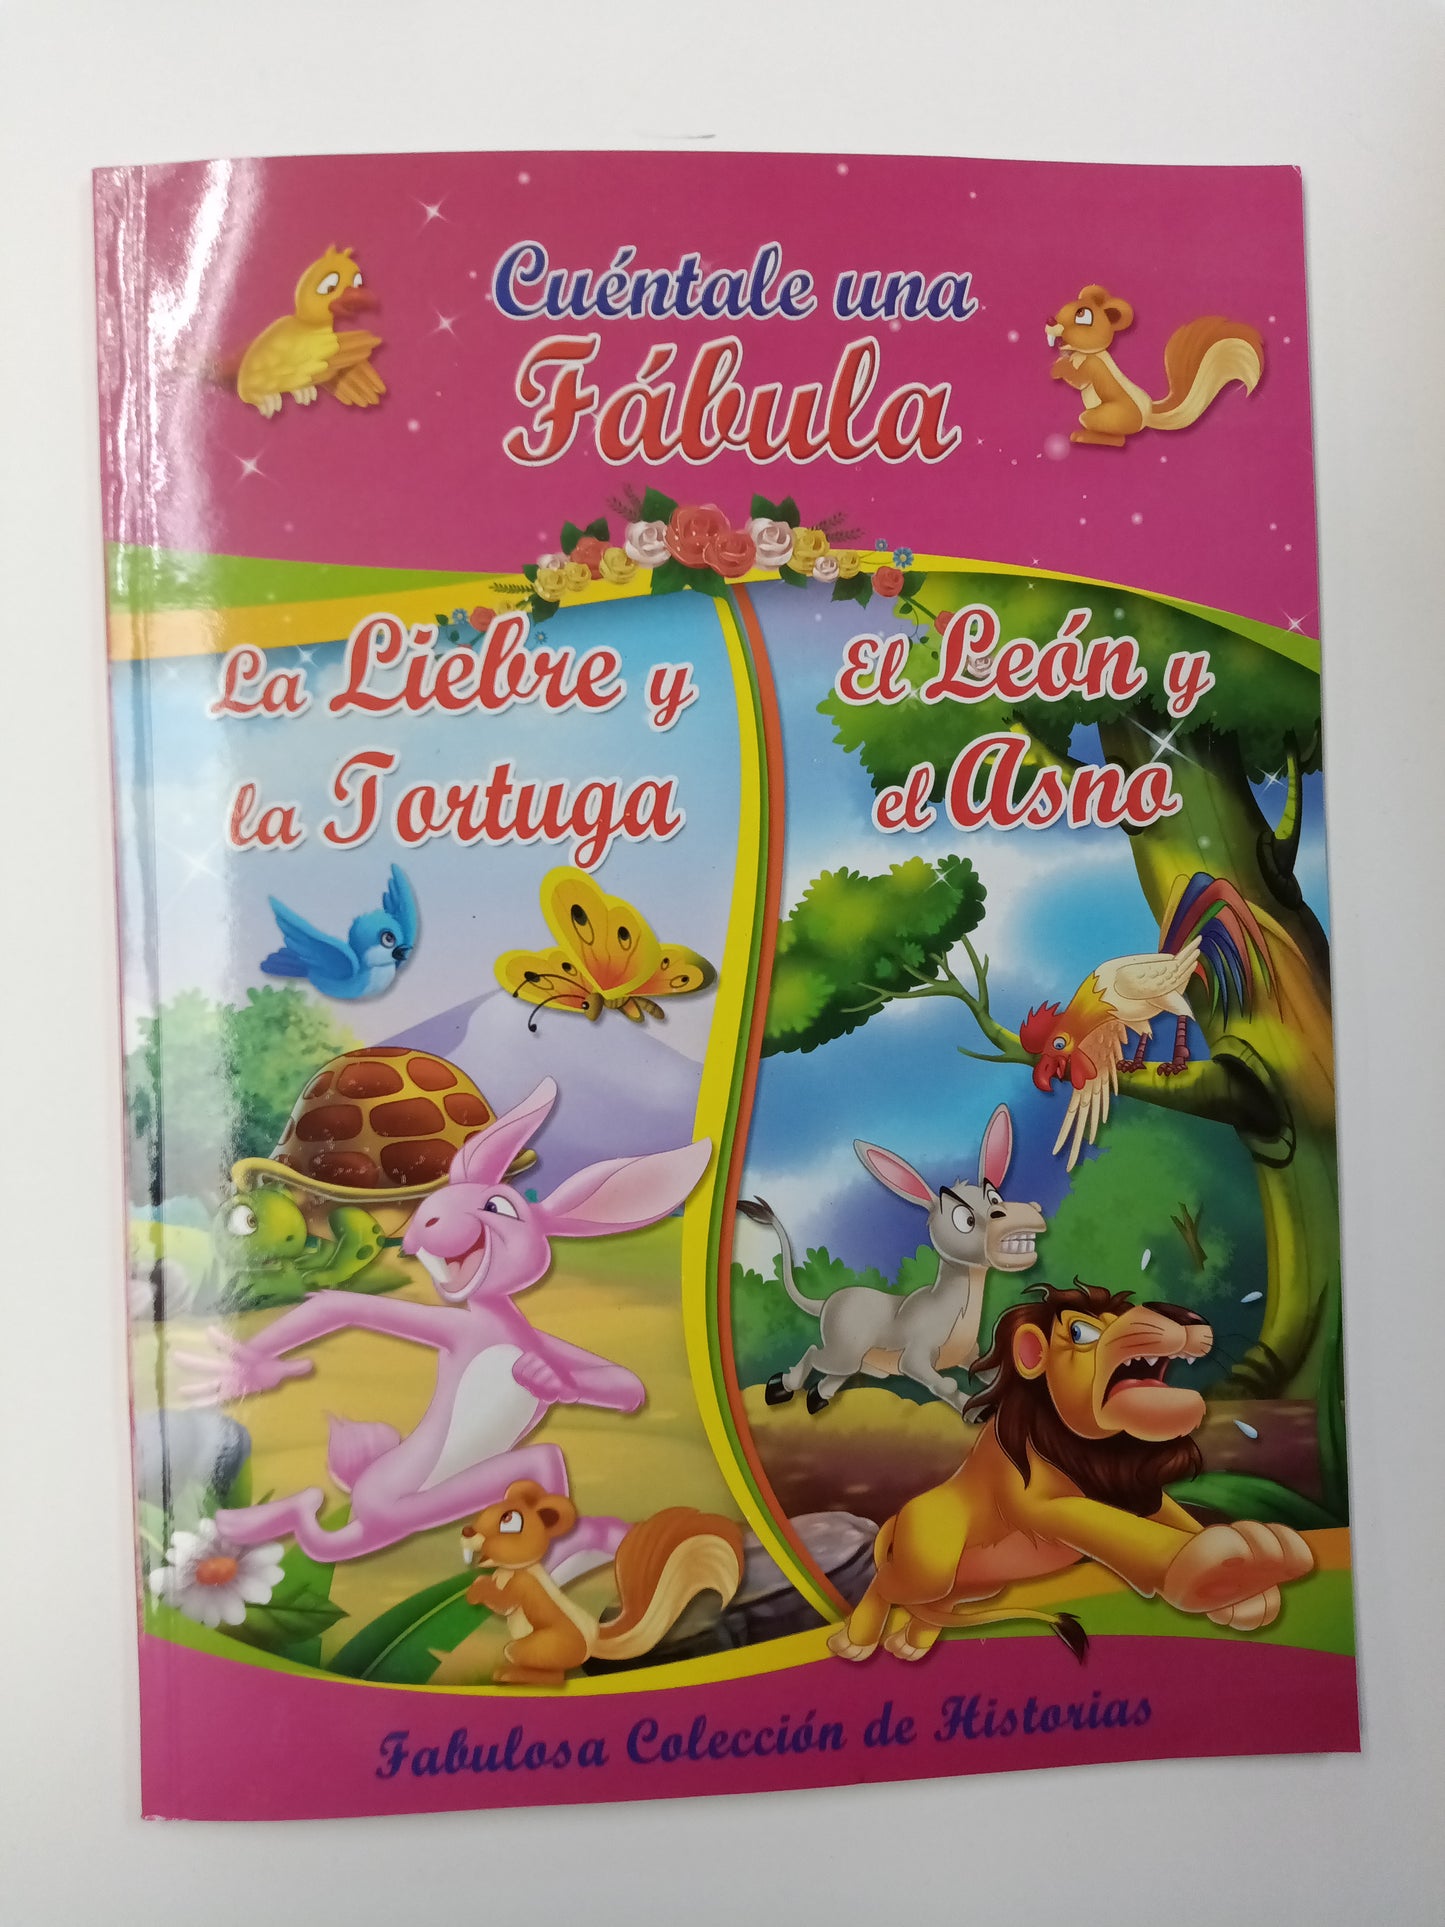 Cuéntale una
Fábula
La Liebre y
la Tortuga
El León y
el Asno
Fabulosa Colección de Historias